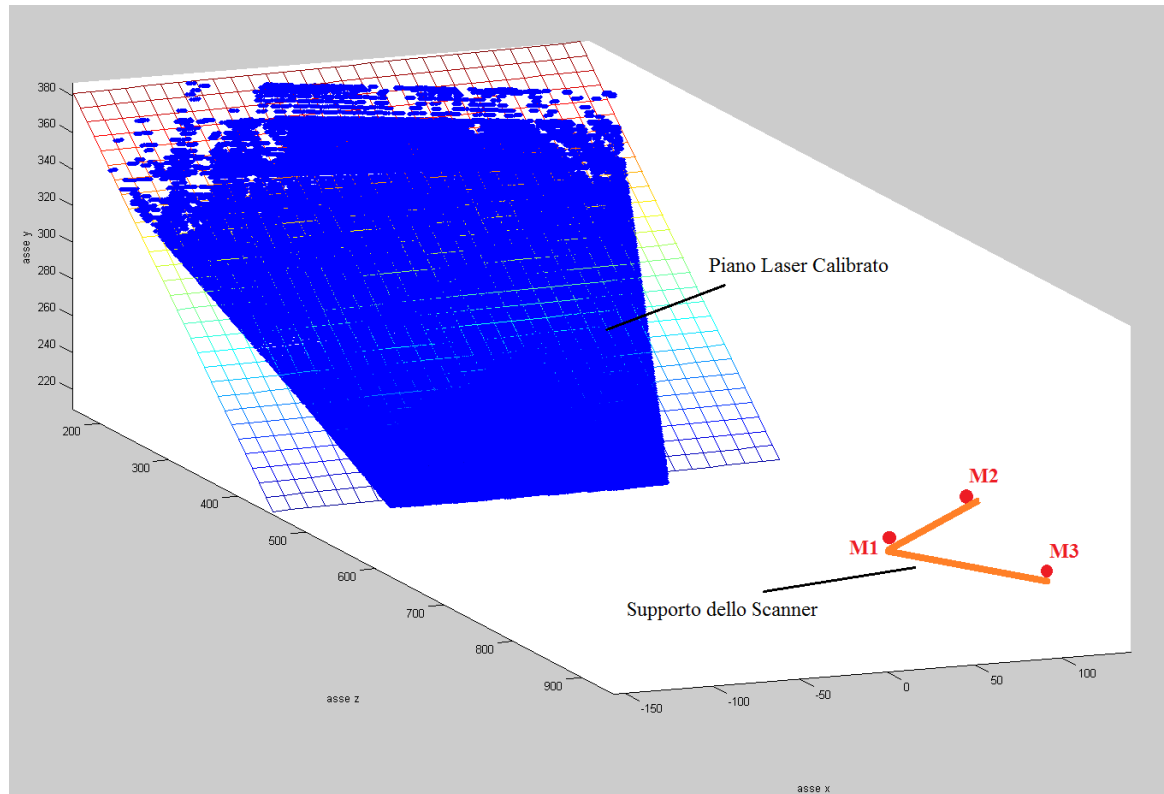 380
360
340
320
300
280
260
240
220
asse y
200
300
400
500
600
700
800
900
asse z
-150
-100
-50
0
50
100
asse x
Piano Laser Calibrato
M2
M1
M3
Supporto dello Scanner